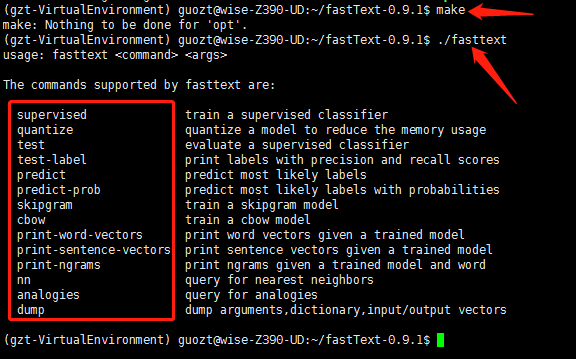 (gzt-VirtualEnvironment) guozt@wise-Z390-UD:~/fastText-0.9.1$ make
make: Nothing to be done for 'opt'.
(gzt-VirtualEnvironment) guozt@wise-Z390-UD:~/fastText-0.9.1$ ./fasttext
usage: fasttext <command> <args>
The commands supported by fasttext are:
supervised train a supervised classifier
quantize quantize a model to reduce the memory usage
test evaluate a supervised classifier
test-label print labels with precision and recall scores
predict predict most likely labels
predict-prob predict most likely labels with probabilities
skipgram train a skipgram model
cbow train a cbow model
print-word-vectors print word vectors given a trained model
print-sentence-vectors print sentence vectors given a trained model
print-ngrams print ngrams given a trained model and word
nn query for nearest neighbors
analogies query for analogies
dump dump arguments,dictionary,input/output vectors
(gzt-VirtualEnvironment) guozt@wise-Z390-UD:~/fastText-0.9.1$